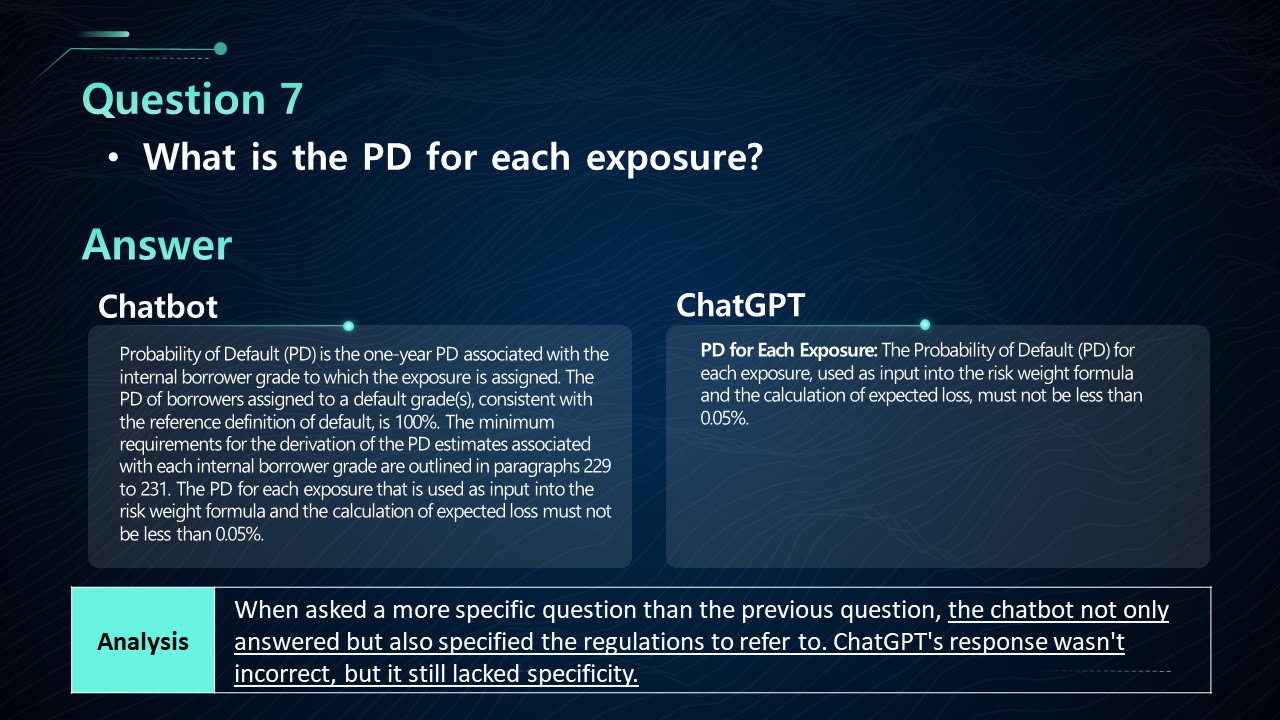 Question 7
• What is the PD for each exposure?
Answer
Chatbot
Probability of Default (PD) is the one-year PD associated with the
internal borrower grade to which the exposure is assigned. The
PD of borrowers assigned to a default grade(s), consistent with
the reference definition of default, is 100%. The minimum
requirements for the derivation of the PD estimates associated
with each internal borrower grade are outlined in paragraphs 229
to 231. The PD for each exposure that is used as input into the
risk weight formula and the calculation of expected loss must not
be less than 0.05%.
ChatGPT
PD for Each Exposure: The Probability of Default (PD) for
each exposure, used as input into the risk weight formula
and the calculation of expected loss, must not be less than
0.05%.
Analysis
When asked a more specific question than the previous question, the chatbot not only
answered but also specified the regulations to refer to. ChatGPT's response wasn't
incorrect, but it still lacked specificity.